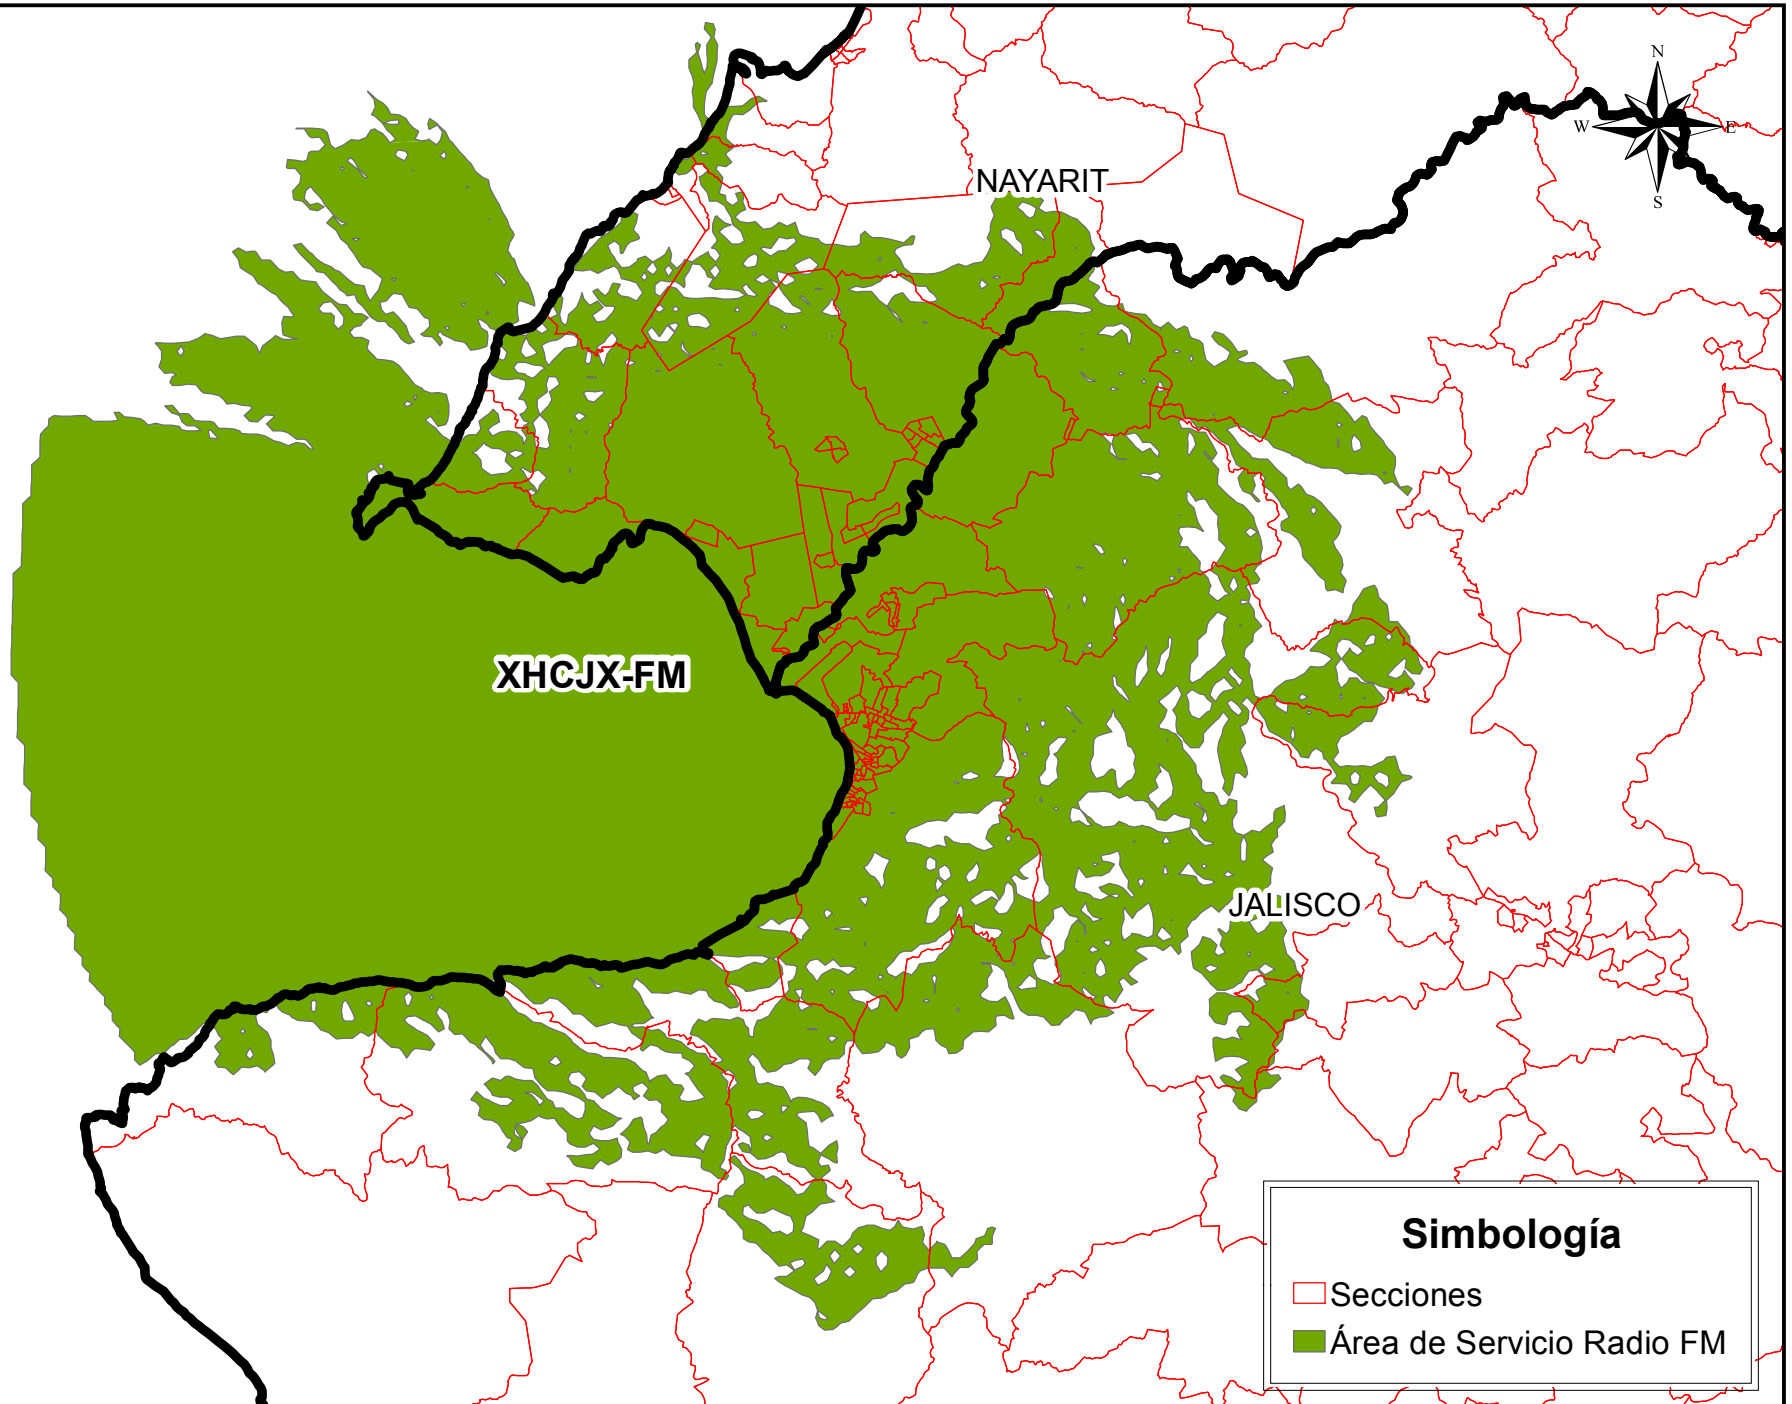 N
W E
S
NAYARIT
XHCJX-FM
JALISCO
Simbología
Secciones
Área de Servicio Radio FM